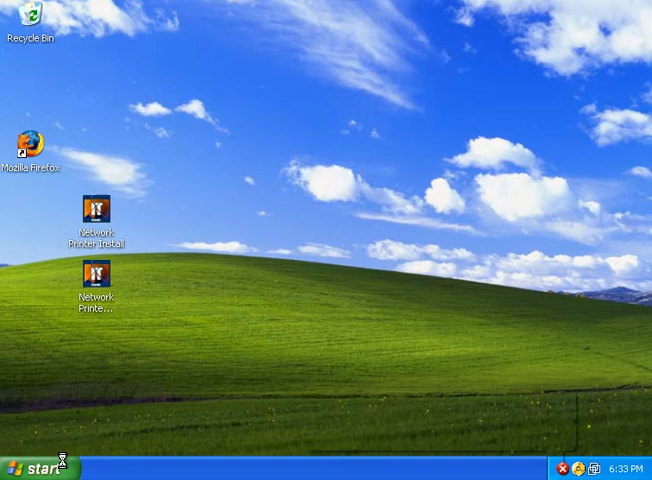 Recycle Bin
Mozilla Firefox
Network
Printer Install
Network
Printe...
start
6:33 PM